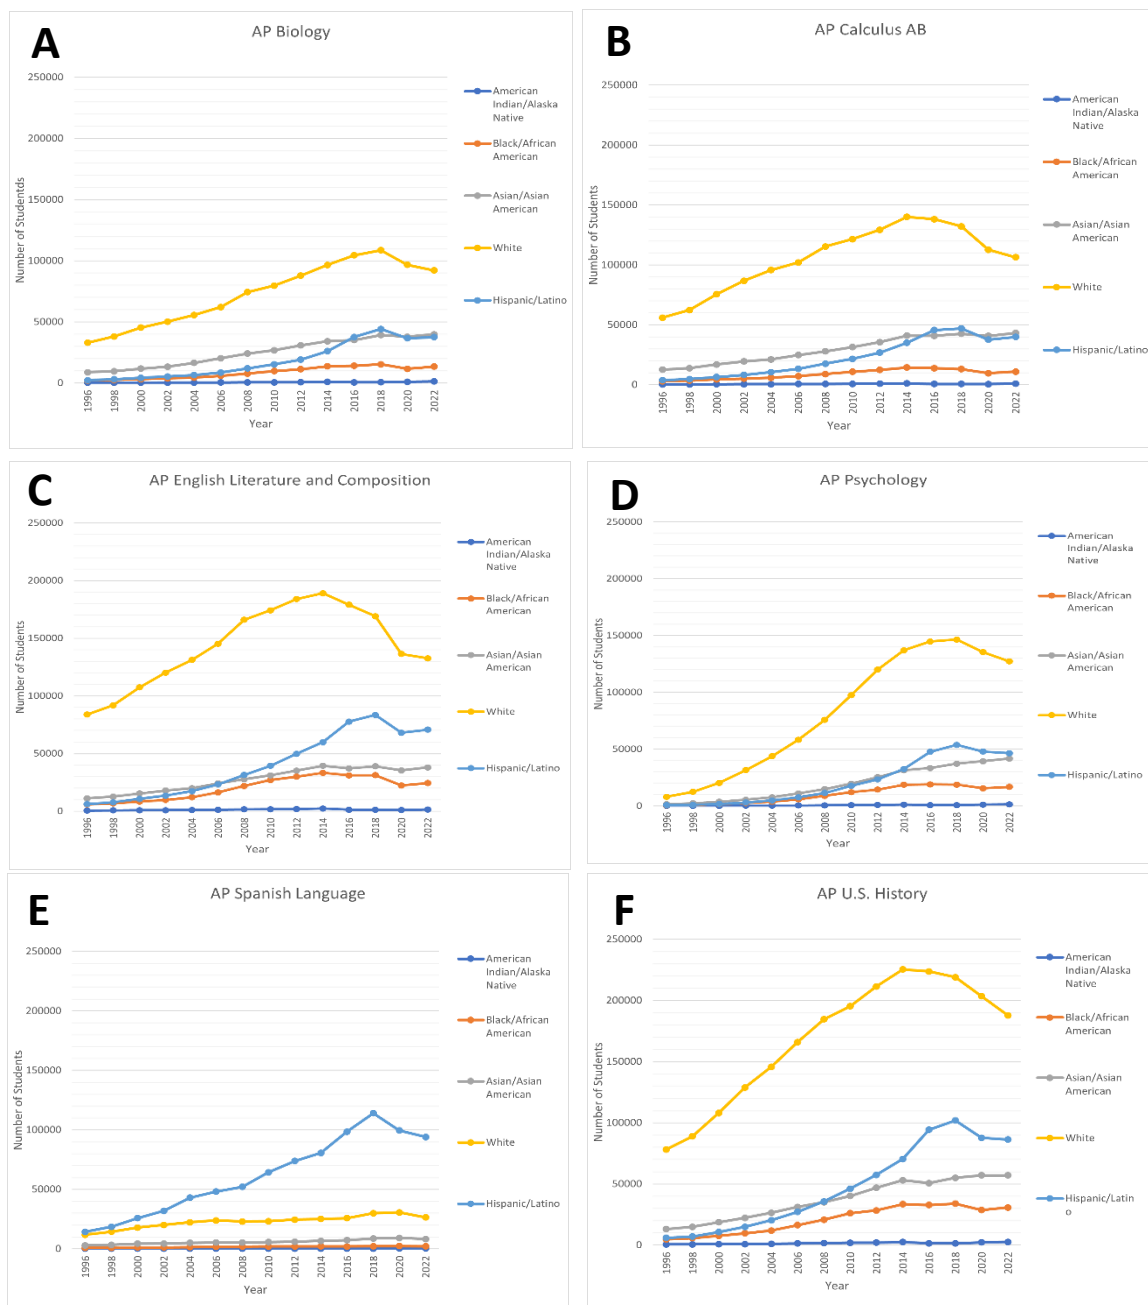 A
AP Biology
250000
200000
150000
100000
50000
0
Number of Studentds
1996 1998 2000 2002 2004 2006 2008 2010 2012 2014 2016 2018 2020 2022
Year
American
Indian/Alaska
Native
Black/African
American
Asian/Asian
American
White
Hispanic/Latino
B
AP Calculus AB
250000
200000
150000
100000
50000
0
Number of Students
1996 1998 2000 2002 2004 2006 2008 2010 2012 2014 2016 2018 2020 2022
Year
American
Indian/Alaska
Native
Black/African
American
Asian/Asian
American
White
Hispanic/Latino
C
AP English Literature and Composition
250000
200000
150000
100000
50000
0
Number of Students
1996 1998 2000 2002 2004 2006 2008 2010 2012 2014 2016 2018 2020 2022
Year
American
Indian/Alaska
Native
Black/African
American
Asian/Asian
American
White
Hispanic/Latino
D
AP Psychology
250000
200000
150000
100000
50000
0
Number of Students
1996 1998 2000 2002 2004 2006 2008 2010 2012 2014 2016 2018 2020 2022
Year
American
Indian/Alaska
Native
Black/African
American
Asian/Asian
American
White
Hispanic/Latino
E
AP Spanish Language
250000
200000
150000
100000
50000
0
Number of Students
1996 1998 2000 2002 2004 2006 2008 2010 2012 2014 2016 2018 2020 2022
Year
American
Indian/Alaska
Native
Black/African
American
Asian/Asian
American
White
Hispanic/Latino
F
AP U.S. History
250000
200000
150000
100000
50000
0
Number of Students
1996 1998 2000 2002 2004 2006 2008 2010 2012 2014 2016 2018 2020 2022
Year
American
Indian/Alaska
Native
Black/African
American
Asian/Asian
American
White
Hispanic/Latin
o